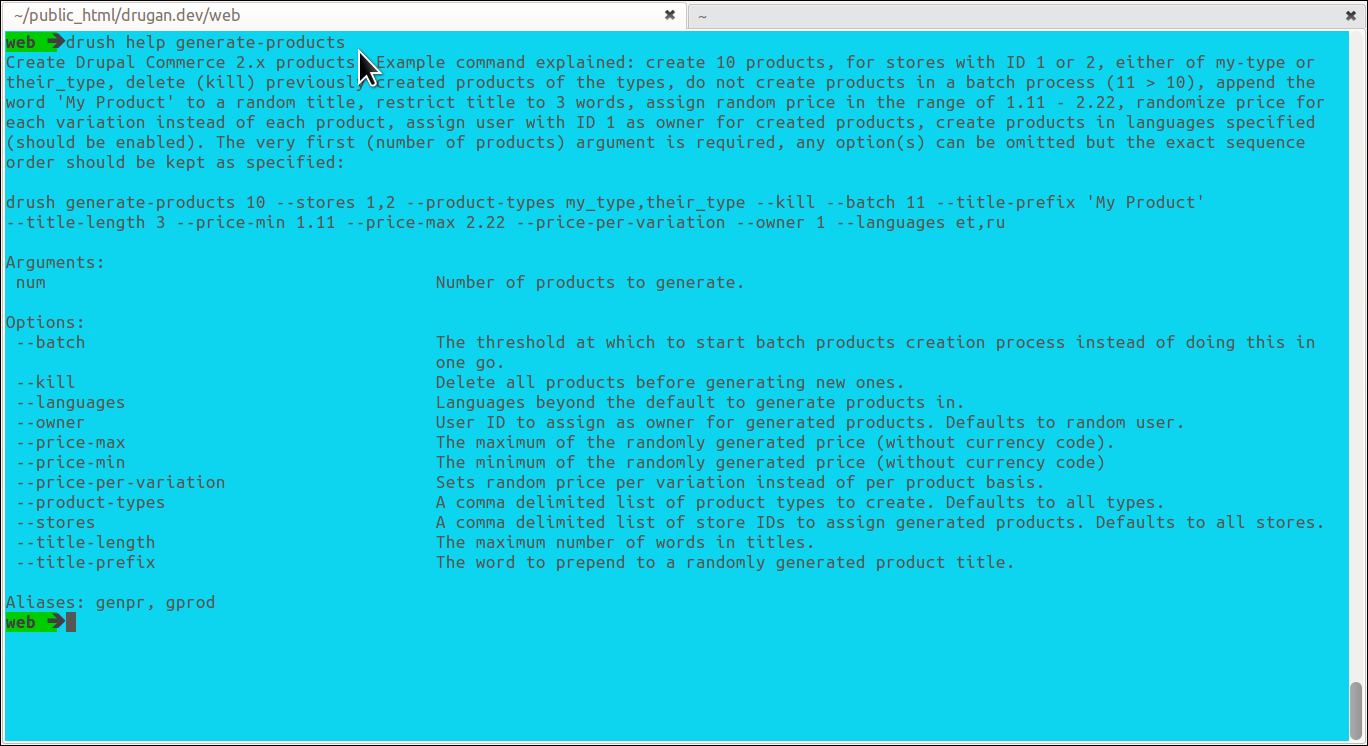 ~/public_html/drugan.dev/web
~
web ➔drush help generate-products
Create Drupal Commerce 2.x products. Example command explained: create 10 products, for stores with ID 1 or 2, either of my-type or
their_type, delete (kill) previously created products of the types, do not create products in a batch process (11 > 10), append the
word 'My Product' to a random title, restrict title to 3 words, assign random price in the range of 1.11 - 2.22, randomize price for
each variation instead of each product, assign user with ID 1 as owner for created products, create products in languages specified
(should be enabled). The very first (number of products) argument is required, any option(s) can be omitted but the exact sequence
order should be kept as specified:
drush generate-products 10 --stores 1,2 --product-types my_type,their_type --kill --batch 11 --title-prefix 'My Product'
--title-length 3 --price-min 1.11 --price-max 2.22 --price-per-variation --owner 1 --languages et,ru
Arguments:
num Number of products to generate.
Options:
--batch The threshold at which to start batch products creation process instead of doing this in
one go.
--kill Delete all products before generating new ones.
--languages Languages beyond the default to generate products in.
--owner User ID to assign as owner for generated products. Defaults to random user.
--price-max The maximum of the randomly generated price (without currency code).
--price-min The minimum of the randomly generated price (without currency code)
--price-per-variation Sets random price per variation instead of per product basis.
--product-types A comma delimited list of product types to create. Defaults to all types.
--stores A comma delimited list of store IDs to assign generated products. Defaults to all stores.
--title-length The maximum number of words in titles.
--title-prefix The word to prepend to a randomly generated product title.
Aliases: genpr, gprod
web ➔